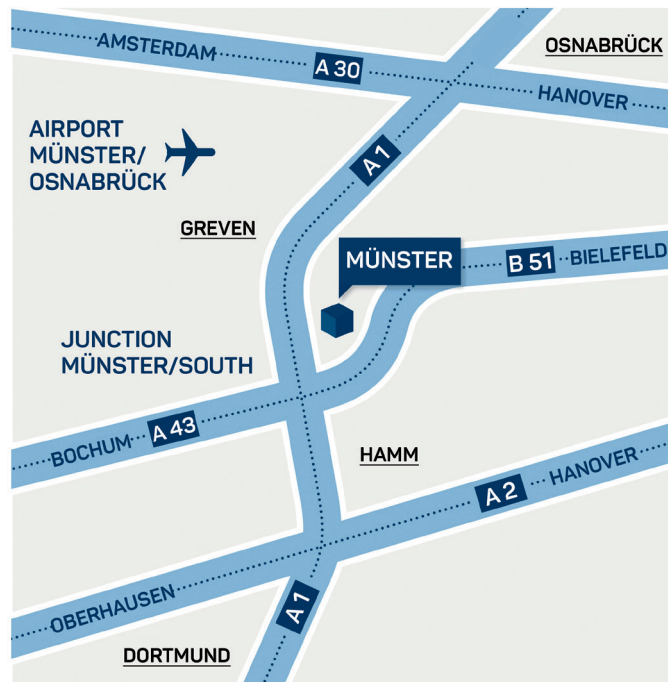 OSNABRÜCK
AMSTERDAM
A 30
HANOVER
AIRPORT
MÜNSTER/
OSNABRÜCK
A 1
GREVEN
MÜNSTER
B 51
BIELEFELD
JUNCTION
MÜNSTER/SOUTH
BOCHUM
A 43
HAMM
A 2
HANOVER
OBERHAUSEN
A 1
DORTMUND